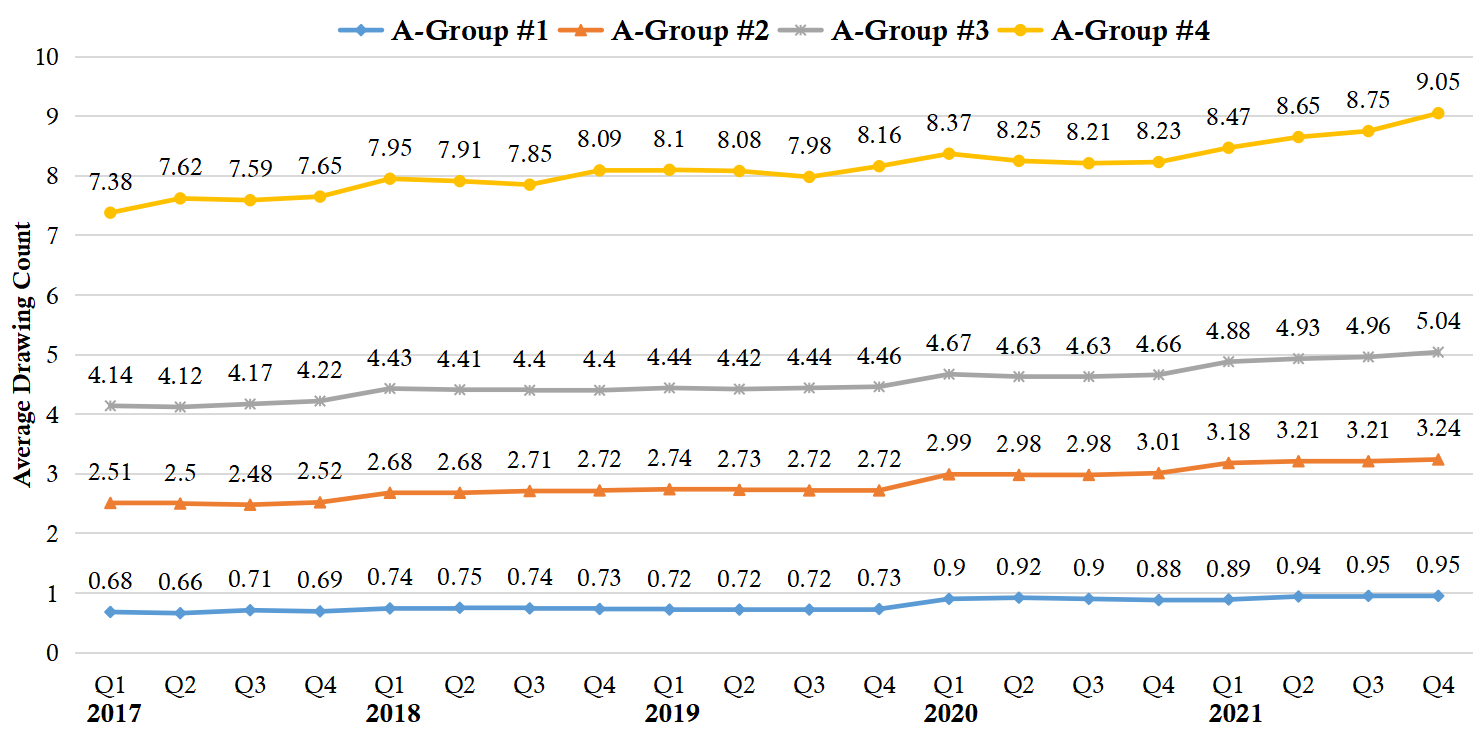 A-Group #1 A-Group #2 A-Group #3 A-Group #4
Average Drawing Count
10
9
8
7
6
5
4
3
2
1
0
7.38 7.62 7.59 7.65 7.95 7.91 7.85 8.09 8.1 8.08 7.98 8.16 8.37 8.25 8.21 8.23 8.47 8.65 8.75 9.05
4.14 4.12 4.17 4.22 4.43 4.41 4.4 4.4 4.44 4.42 4.44 4.46 4.67 4.63 4.63 4.66 4.88 4.93 4.96 5.04
2.51 2.5 2.48 2.52 2.68 2.68 2.71 2.72 2.74 2.73 2.72 2.72 2.99 2.98 2.98 3.01 3.18 3.21 3.21 3.24
0.68 0.66 0.71 0.69 0.74 0.75 0.74 0.73 0.72 0.72 0.72 0.73 0.9 0.92 0.9 0.88 0.89 0.94 0.95 0.95
Q1 Q2 Q3 Q4 Q1 Q2 Q3 Q4 Q1 Q2 Q3 Q4 Q1 Q2 Q3 Q4 Q1 Q2 Q3 Q4
2017 2018 2019 2020 2021